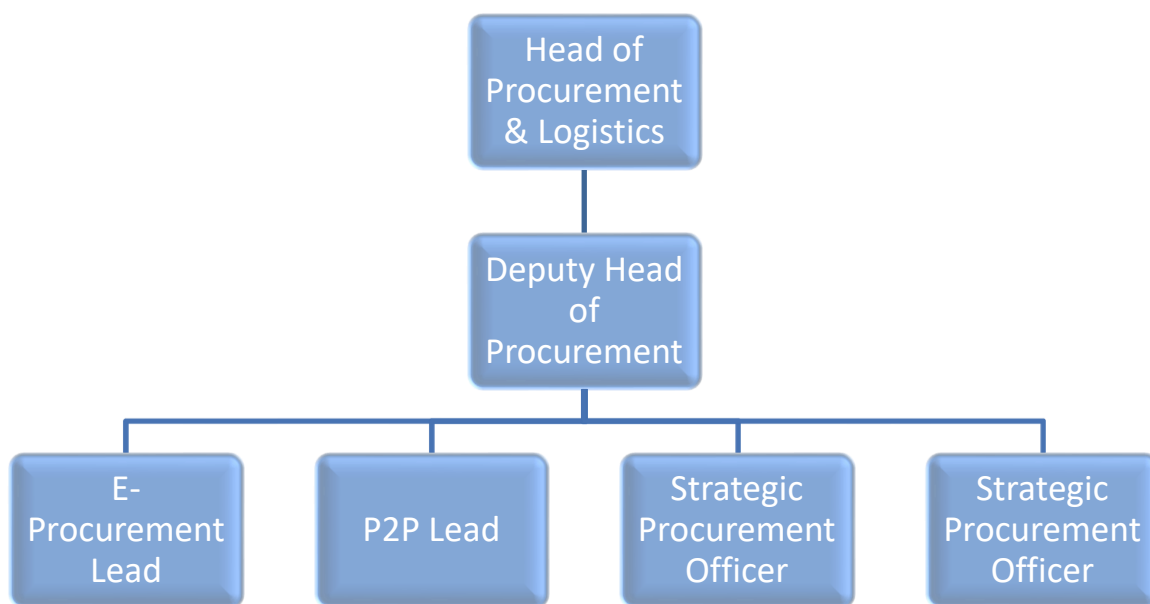 Head of
Procurement
& Logistics
Deputy Head
of
Procurement
E-
Procurement
Lead
P2P Lead
Strategic
Procurement
Officer
Strategic
Procurement
Officer